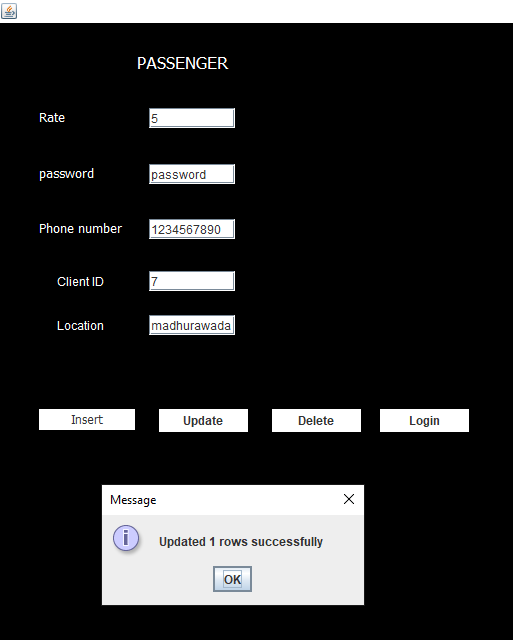 PASSENGER
Rate 5
password password
Phone number 1234567890
Client ID 7
Location madhurawada
Insert Update Delete Login
Message
Updated 1 rows successfully
OK